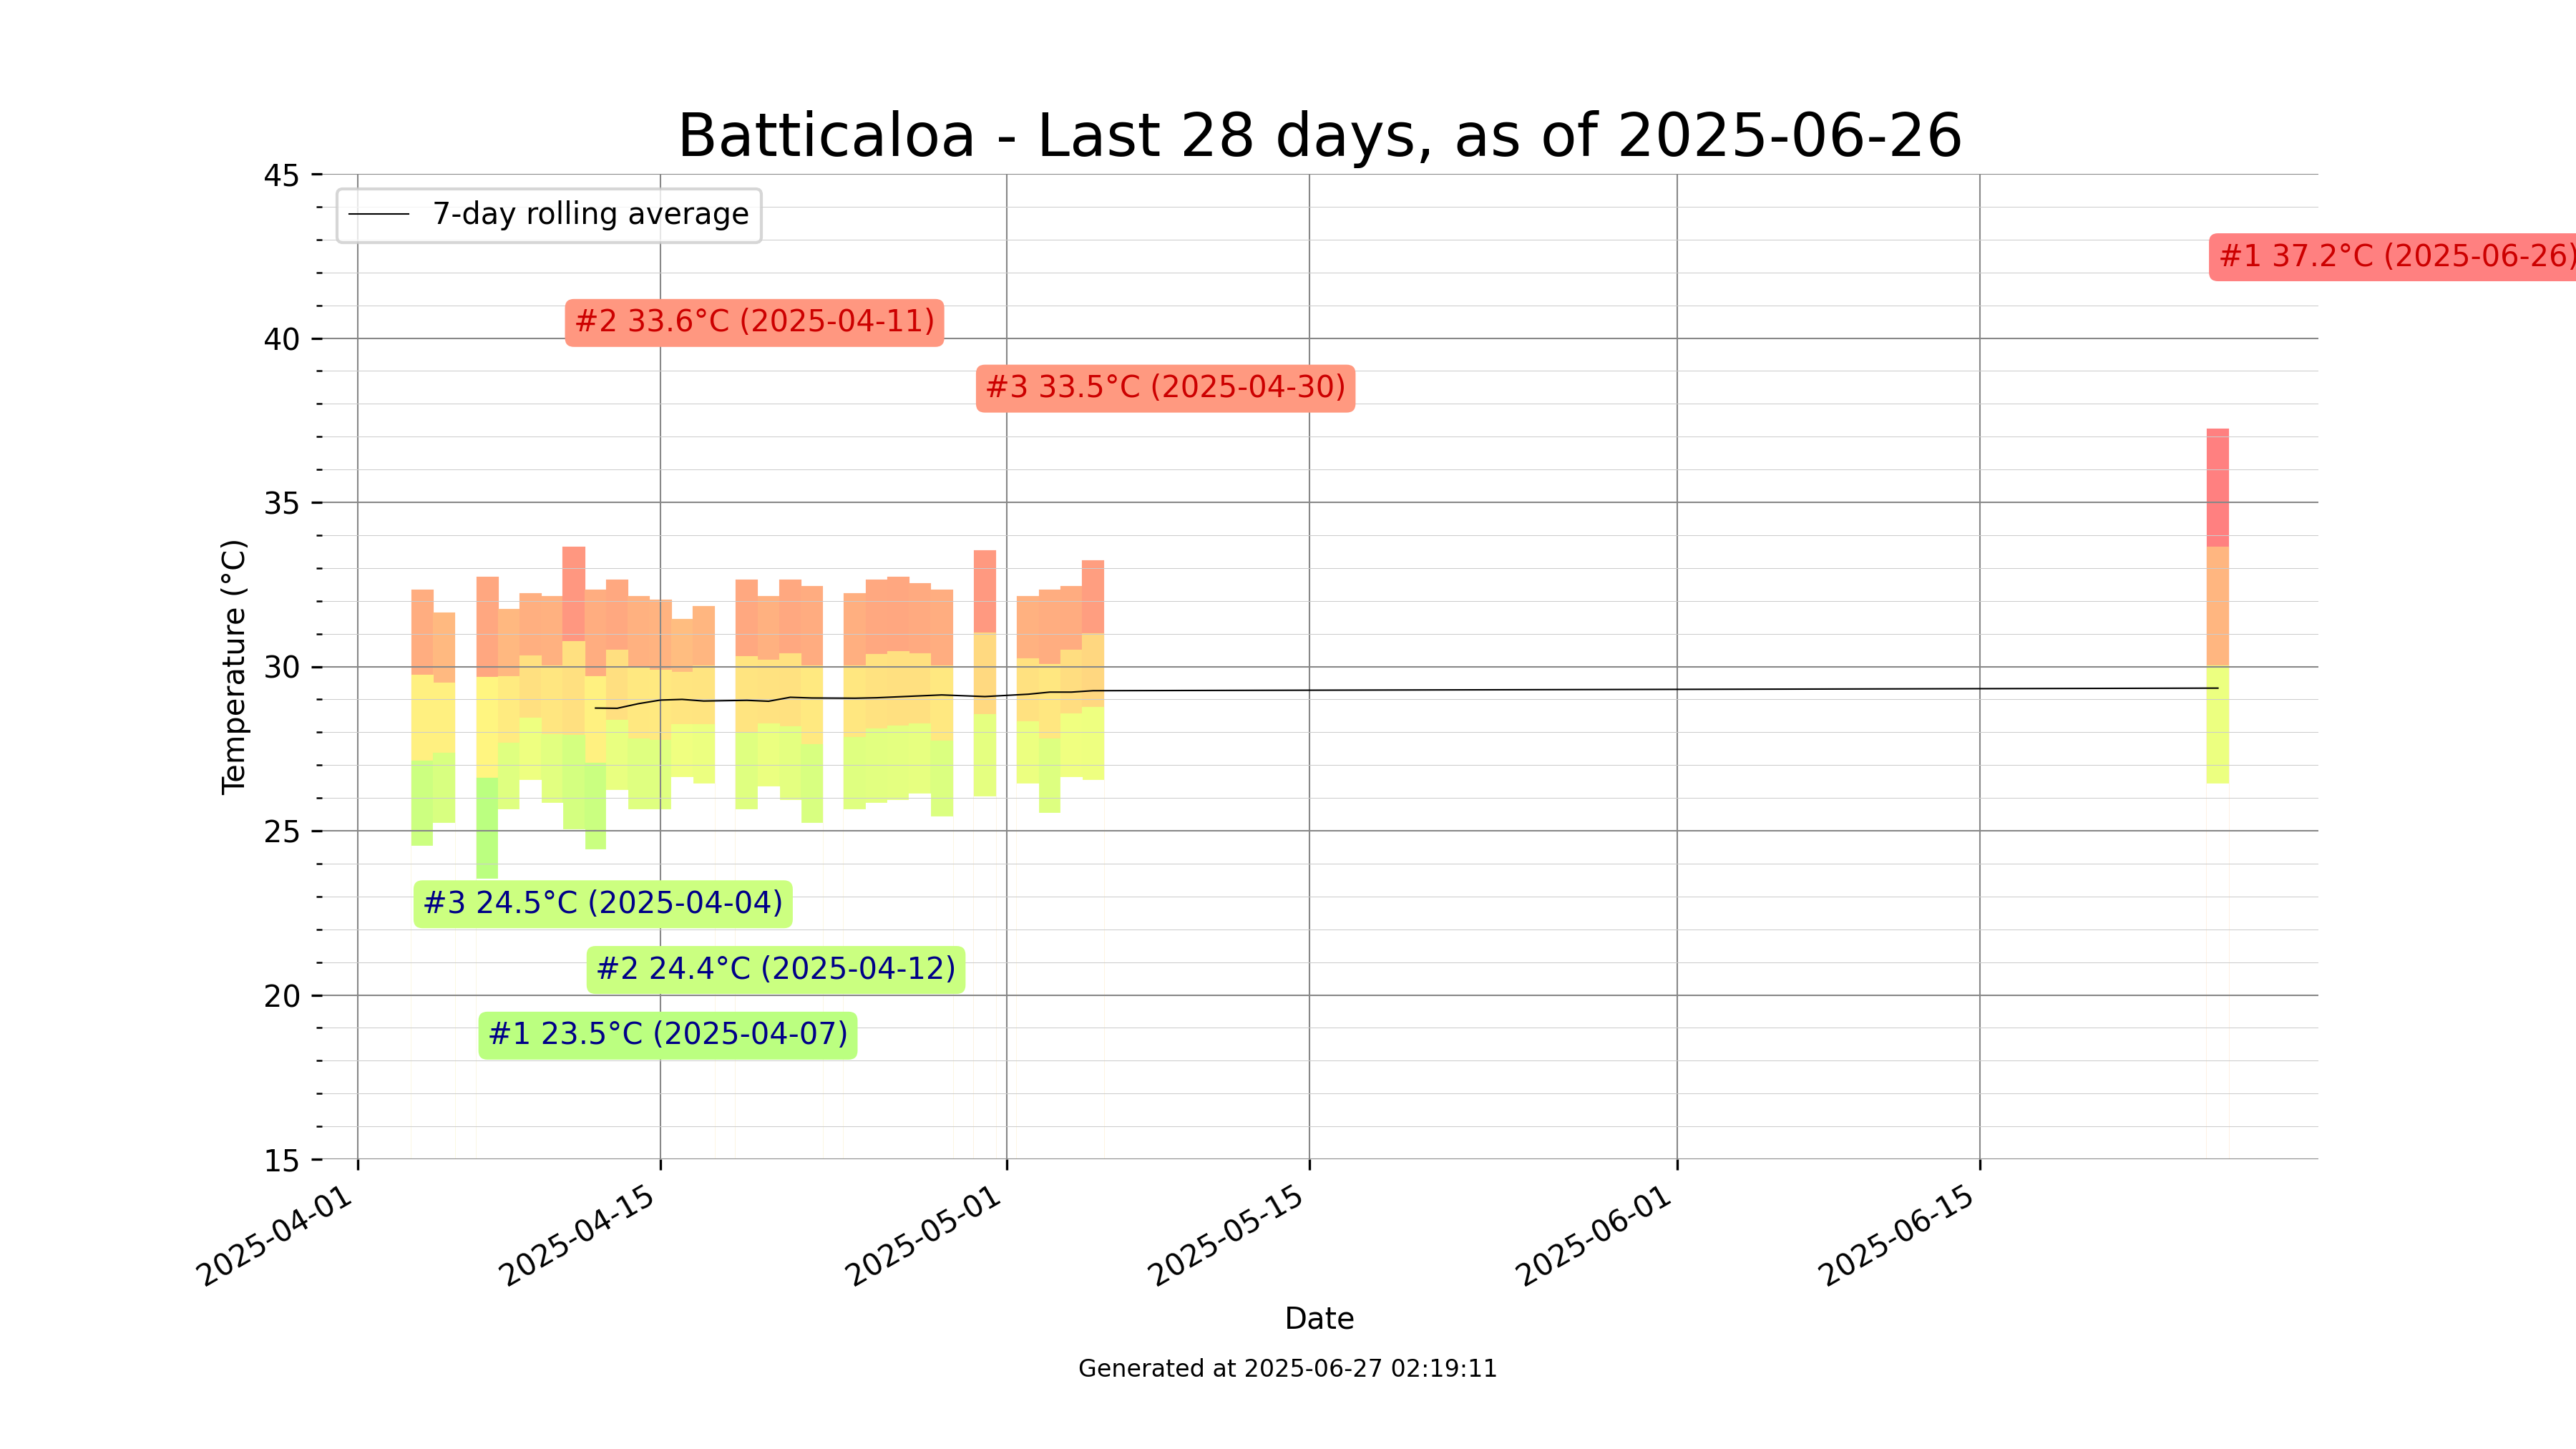 Batticaloa - Last 28 days, as of 2025-06-26
45
7-day rolling average
#1 37.2°C (2025-06-26)
#2 33.6°C (2025-04-11)
40
#3 33.5°C (2025-04-30)
35
Temperature (°C)
30
25
#3 24.5°C (2025-04-04)
#2 24.4°C (2025-04-12)
20
#1 23.5°C (2025-04-07)
15
2025-04-01
2025-04-15
2025-05-01
2025-05-15
2025-06-01
2025-06-15
Date
Generated at 2025-06-27 02:19:11